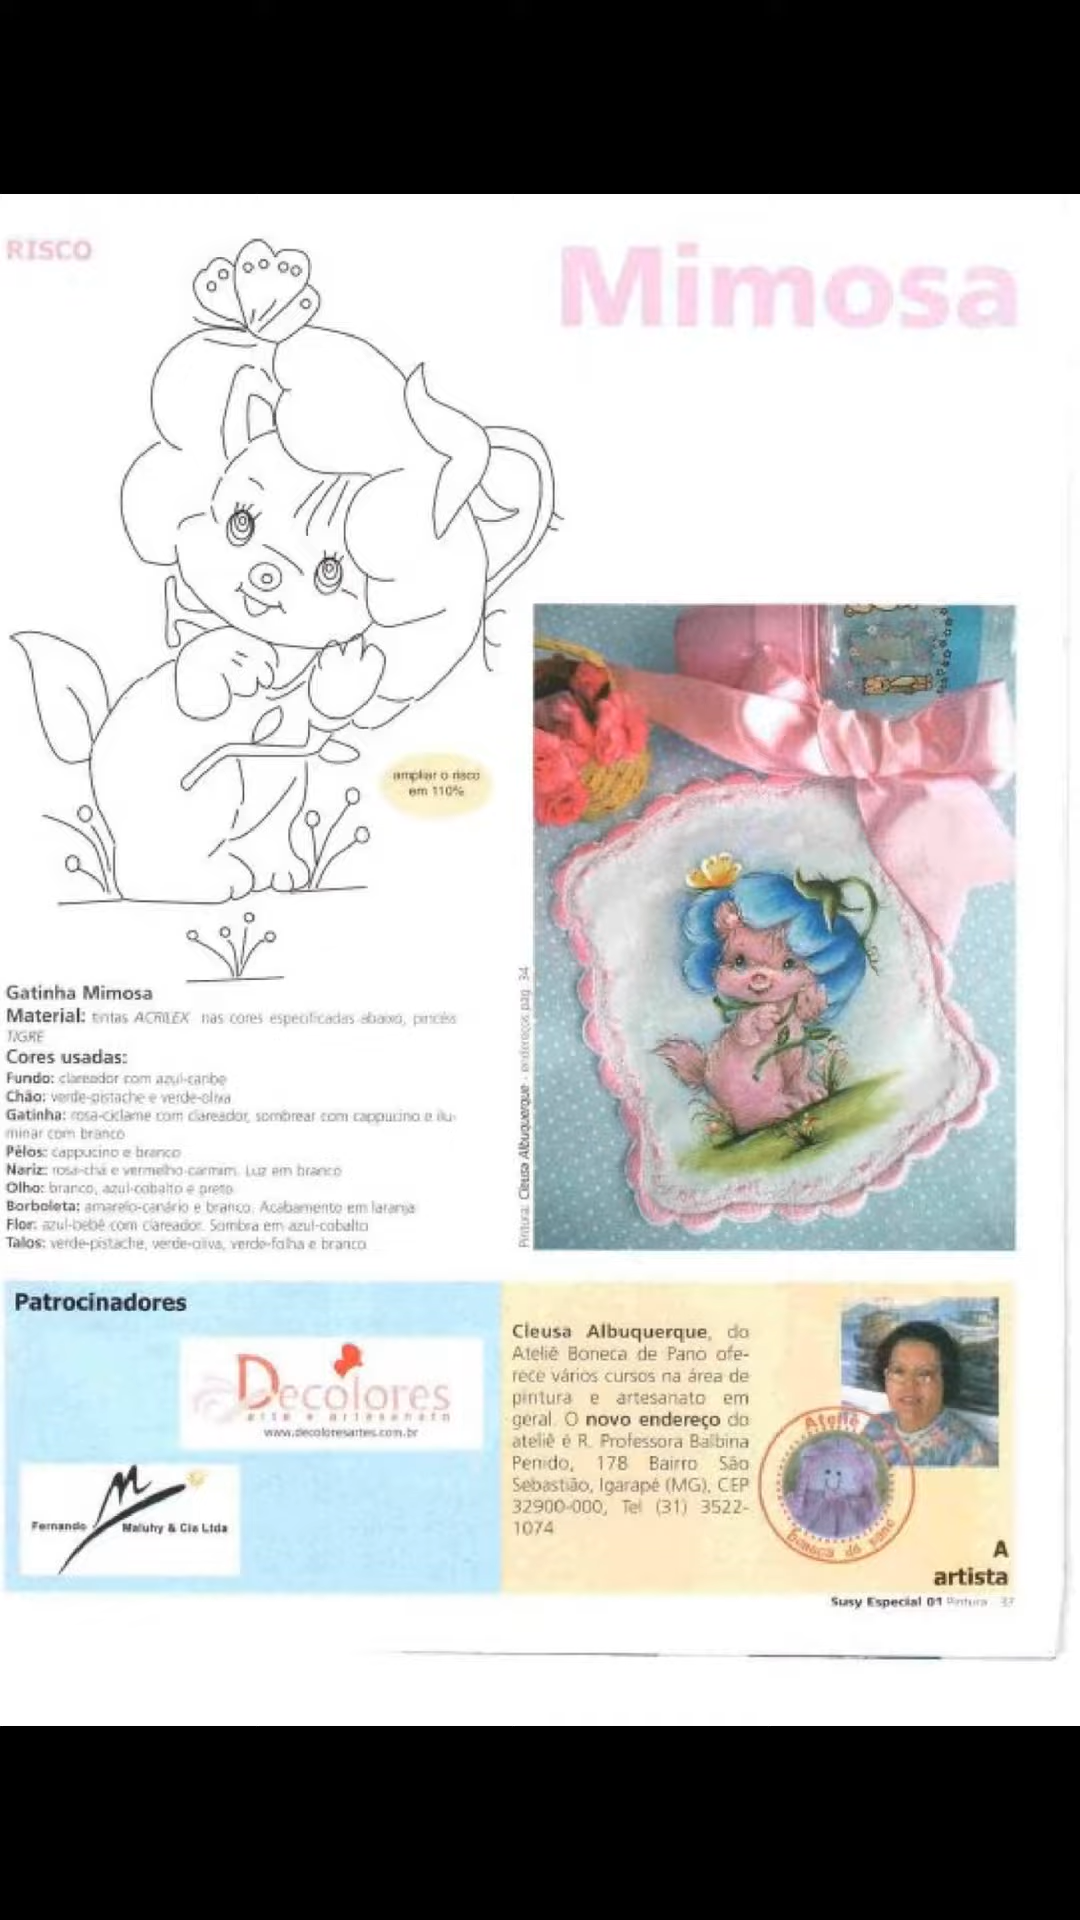 RISCO
Mimosa
ampliar o risco
em 110%
Gatinha Mimosa
Material: tintas ACRILEX nas cores especificadas abaixo, pincéis
TIGRE
Cores usadas:
Fundo: clareador com azul-caribe
Chão: verde-pistache e verde-oliva
Gatinha: rosa-ciclame com clareador, sombrear com cappucino e ilu-
minar com branco
Pêlos: cappucino e branco
Nariz: rosa-chá e vermelho-carmim. Luz em branco
Olho: branco, azul-cobalto e preto
Borboleta: amarelo-canário e branco. Acabamento em laranja
Flor: azul-bebê com clareador. Sombra em azul-cobalto
Talos: verde-pistache, verde-oliva, verde-folha e branco
Pintura: Cleusa Albuquerque - endereços pág. 34
Patrocinadores
Decolores
arte e artesanato
www.decoloresartes.com.br
Fernando Maluhy & Cia Ltda
Cleusa Albuquerque, do
Ateliê Boneca de Pano ofe-
rece vários cursos na área de
pintura e artesanato em
geral. O novo endereço do
ateliê é R. Professora Balbina
Penido, 178 Bairro São
Sebastião, Igarapé (MG), CEP
32900-000, Tel (31) 3522-
1074
Ateliê
boneca de pano
A
artista
Susy Especial 01 Pintura 33